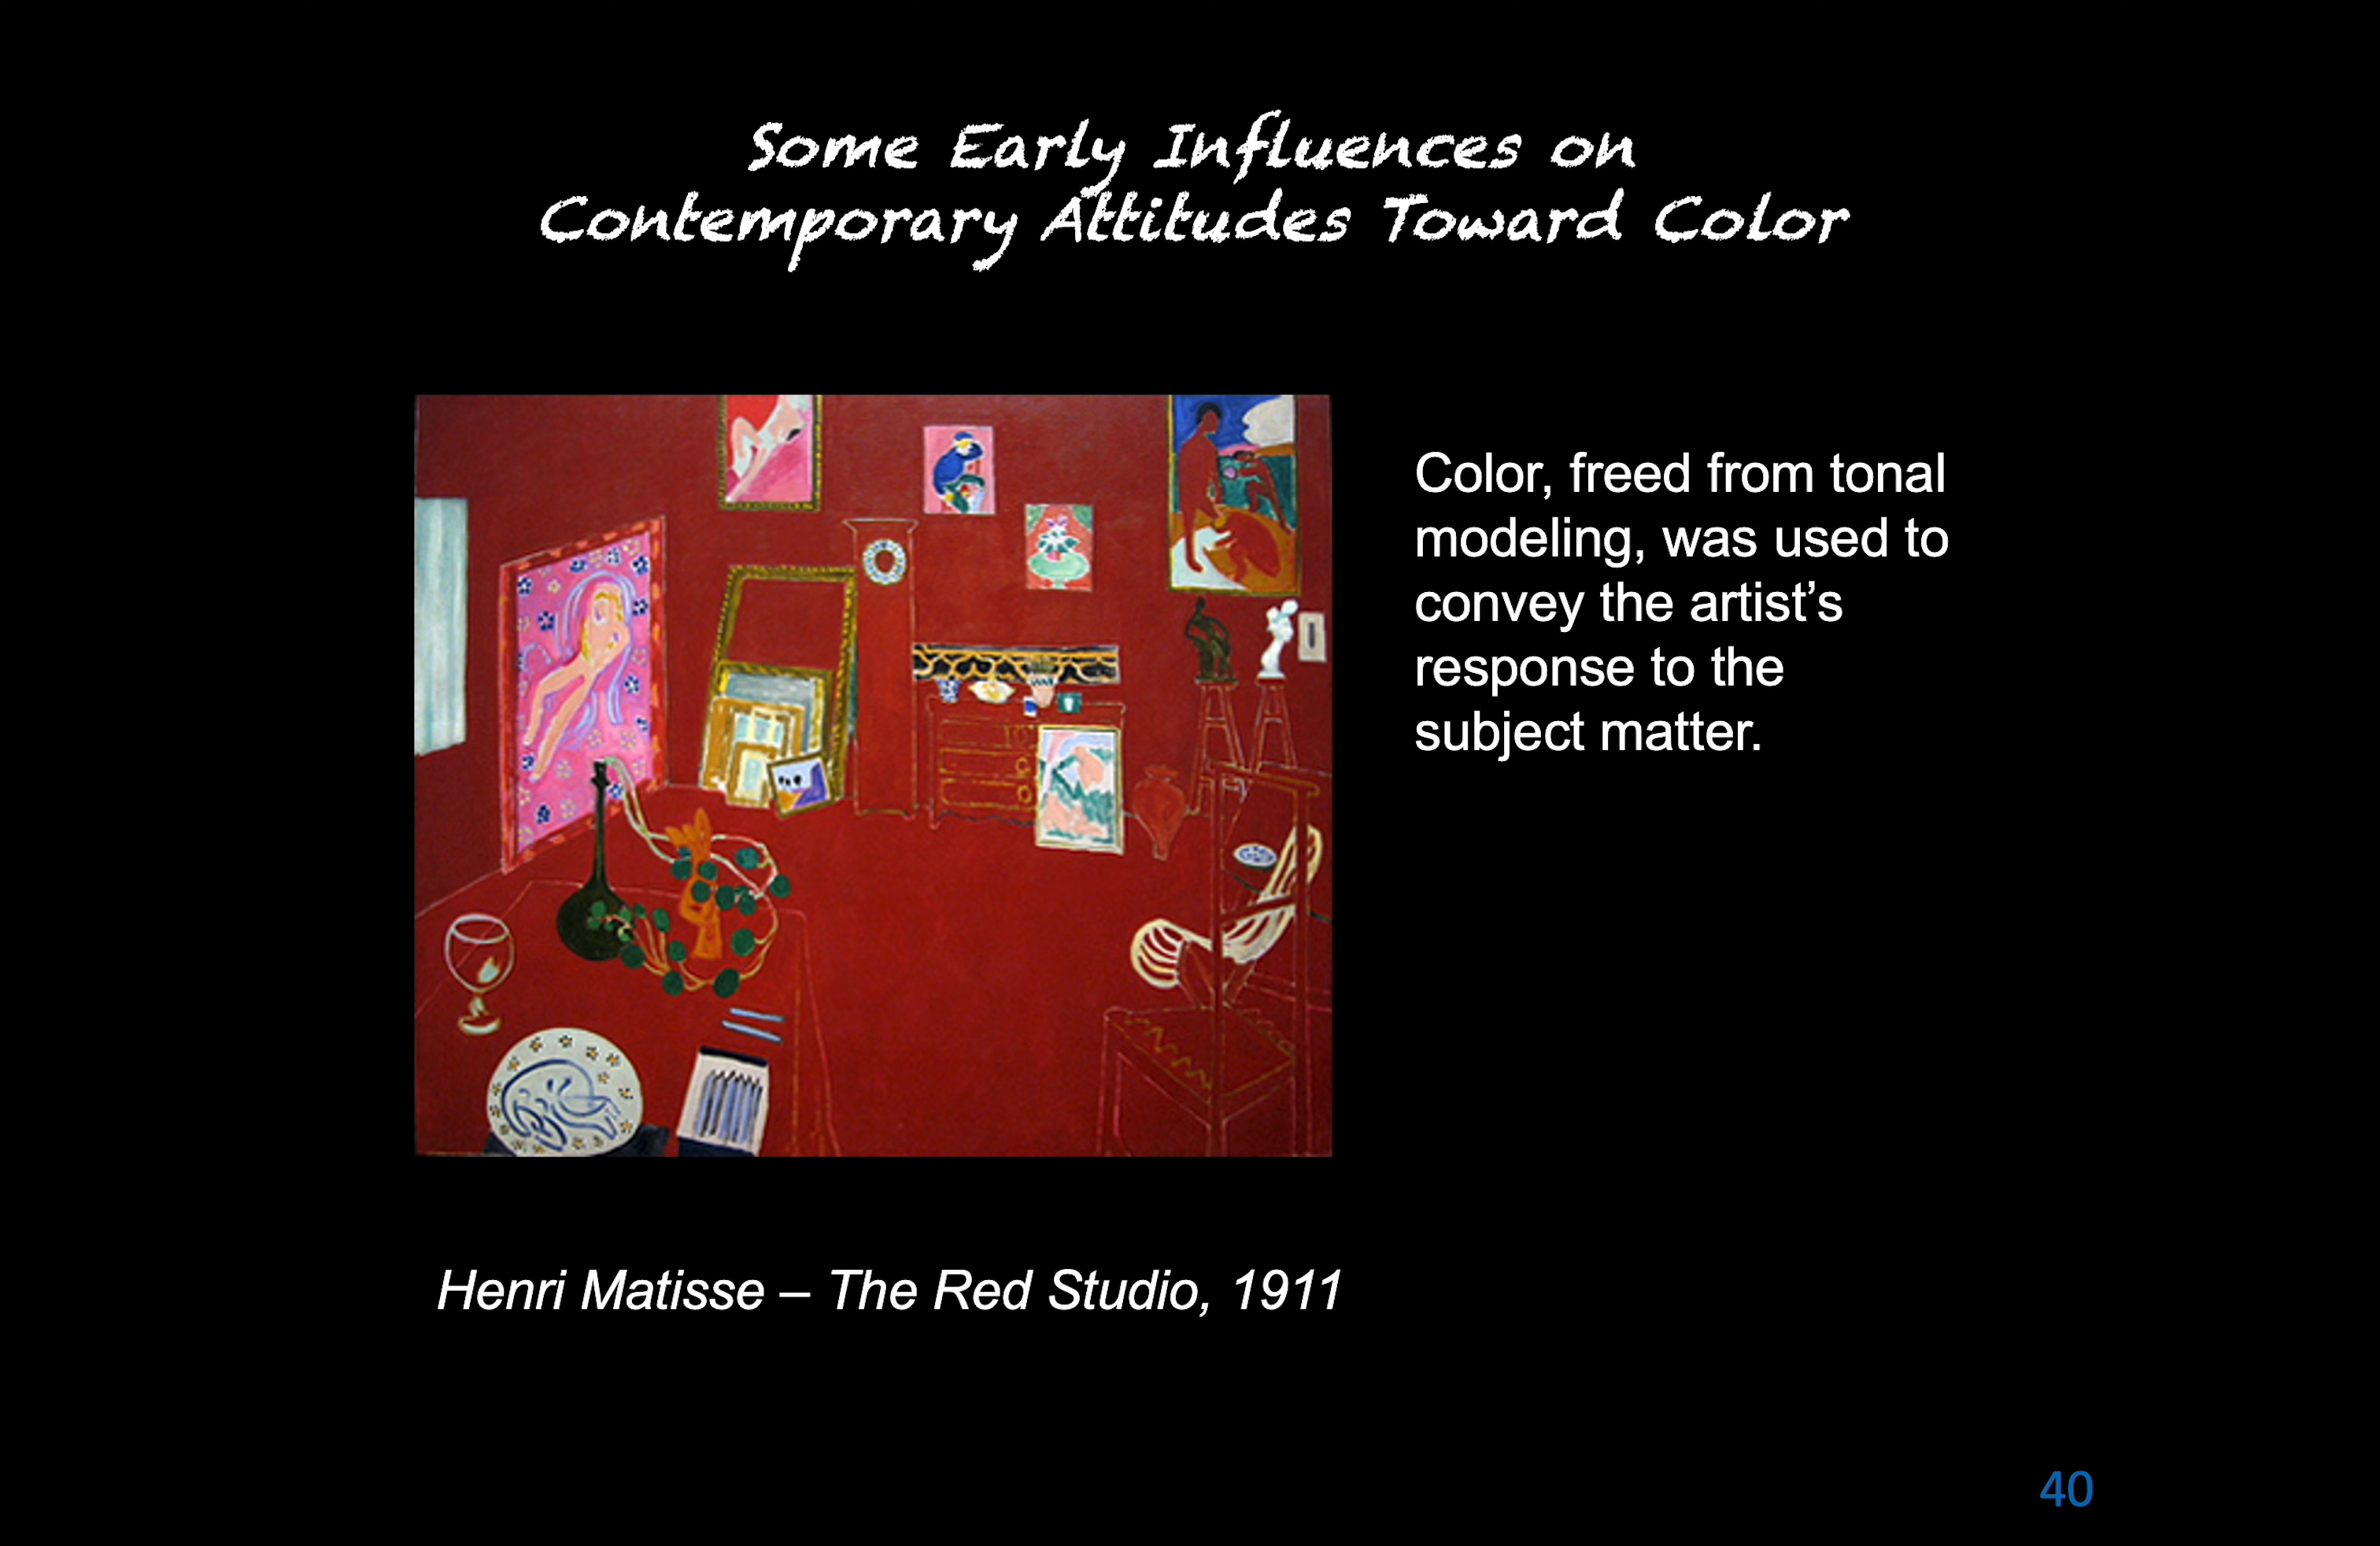 Some Early Influences on
Contemporary Attitudes Toward Color
Color, freed from tonal
modeling, was used to
convey the artist’s
response to the
subject matter.
Henri Matisse – The Red Studio, 1911
40